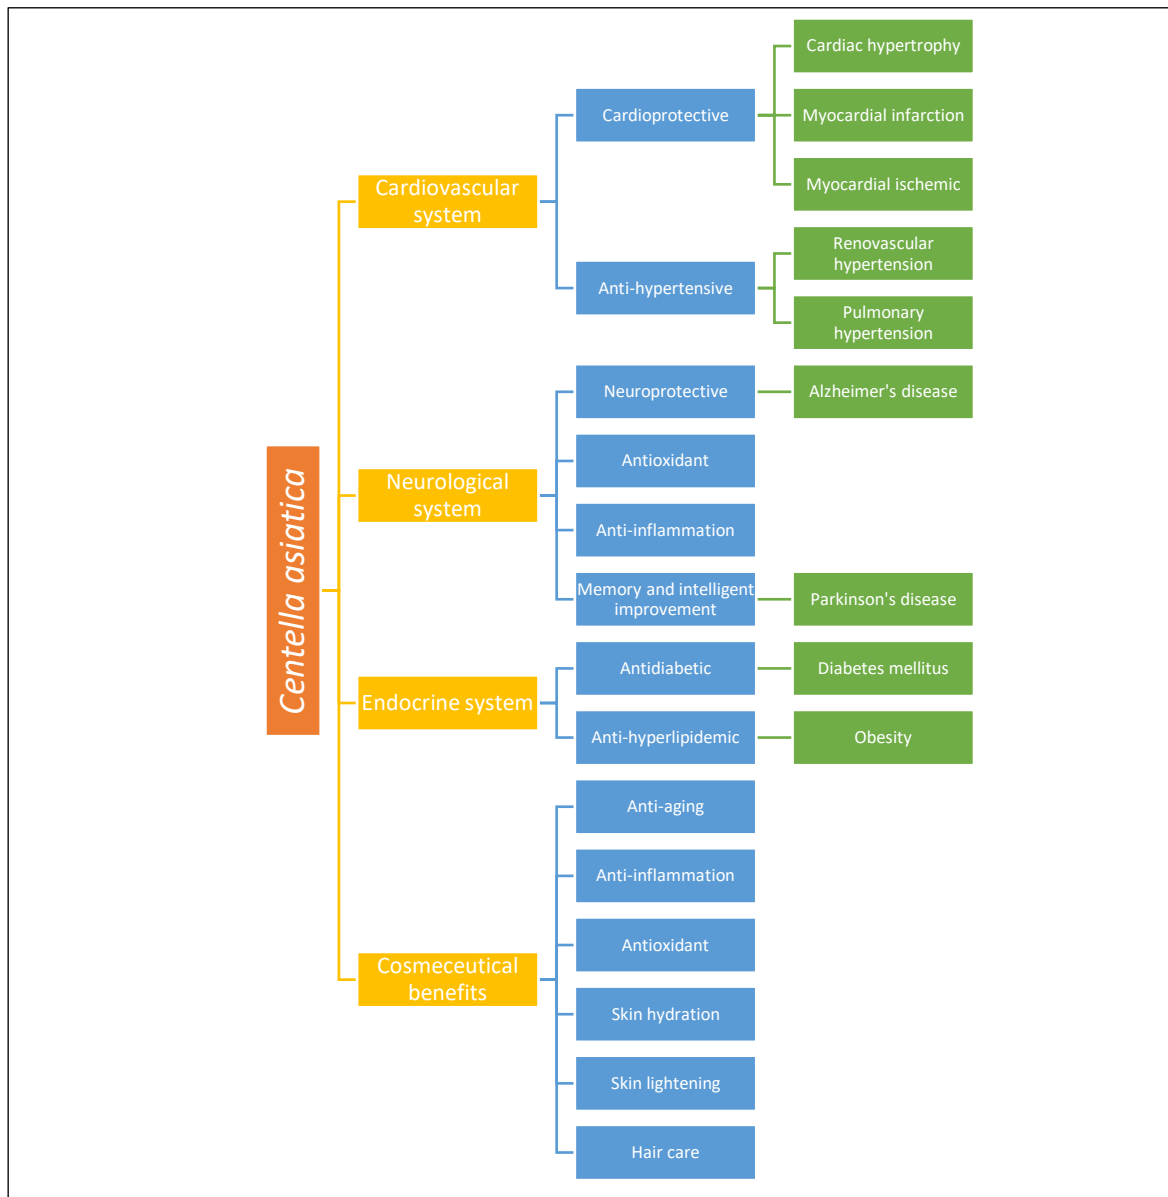 Centella asiatica
Cardiovascular
system
Cardioprotective
Cardiac hypertrophy
Myocardial infarction
Myocardial ischemic
Anti-hypertensive
Renovascular
hypertension
Pulmonary
hypertension
Neurological
system
Neuroprotective
Alzheimer's disease
Antioxidant
Anti-inflammation
Memory and intelligent
improvement
Parkinson's disease
Endocrine system
Antidiabetic
Diabetes mellitus
Anti-hyperlipidemic
Obesity
Cosmeceutical
benefits
Anti-aging
Anti-inflammation
Antioxidant
Skin hydration
Skin lightening
Hair care